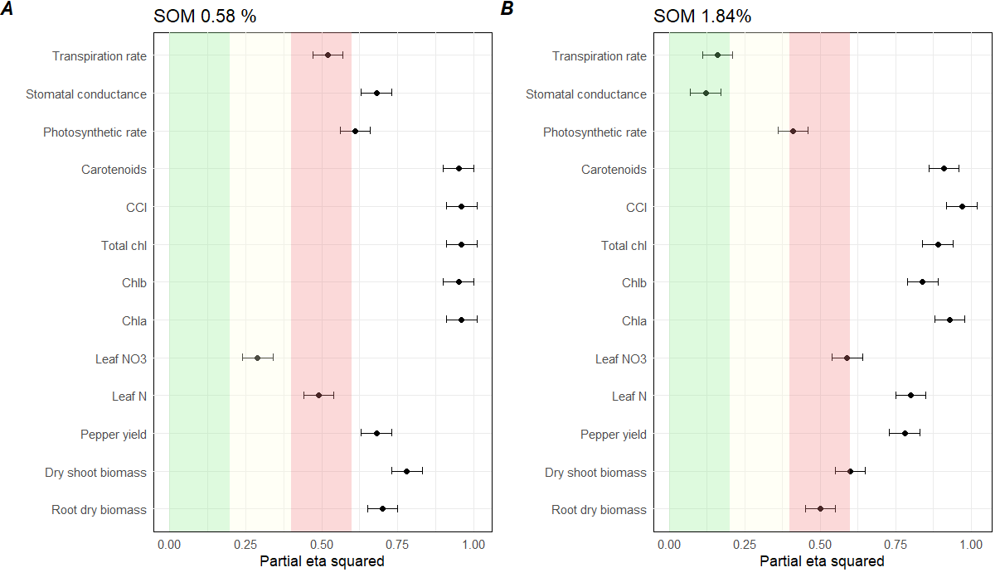 A
SOM 0.58 %
Transpiration rate
Stomatal conductance
Photosynthetic rate
Carotenoids
CCI
Total chl
Chlb
Chla
Leaf NO3
Leaf N
Pepper yield
Dry shoot biomass
Root dry biomass
0.00 0.25 0.50 0.75 1.00
Partial eta squared
B
SOM 1.84%
Transpiration rate
Stomatal conductance
Photosynthetic rate
Carotenoids
CCI
Total chl
Chlb
Chla
Leaf NO3
Leaf N
Pepper yield
Dry shoot biomass
Root dry biomass
0.00 0.25 0.50 0.75 1.00
Partial eta squared